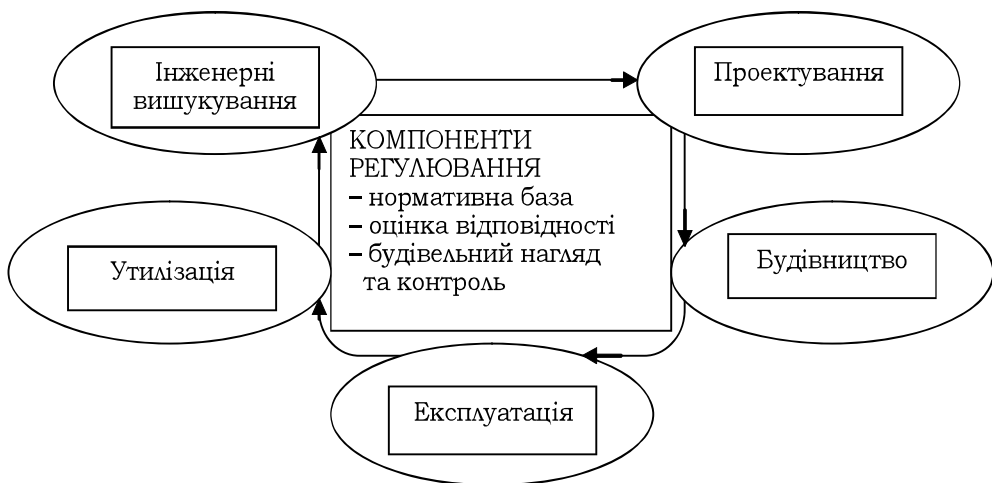 Інженерні
вишукування
Проектування
КОМПОНЕНТИ
РЕГУЛЮВАННЯ
– нормативна база
– оцінка відповідності
– будівельний нагляд
та контроль
Утилізація
Будівництво
Експлуатація